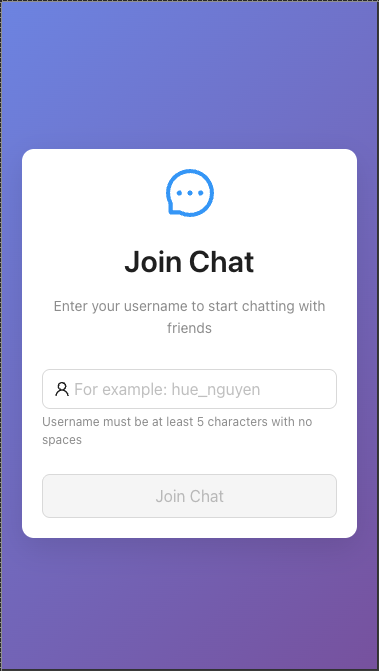 Join Chat
Enter your username to start chatting with
friends
For example: hue_nguyen
Username must be at least 5 characters with no
spaces
Join Chat